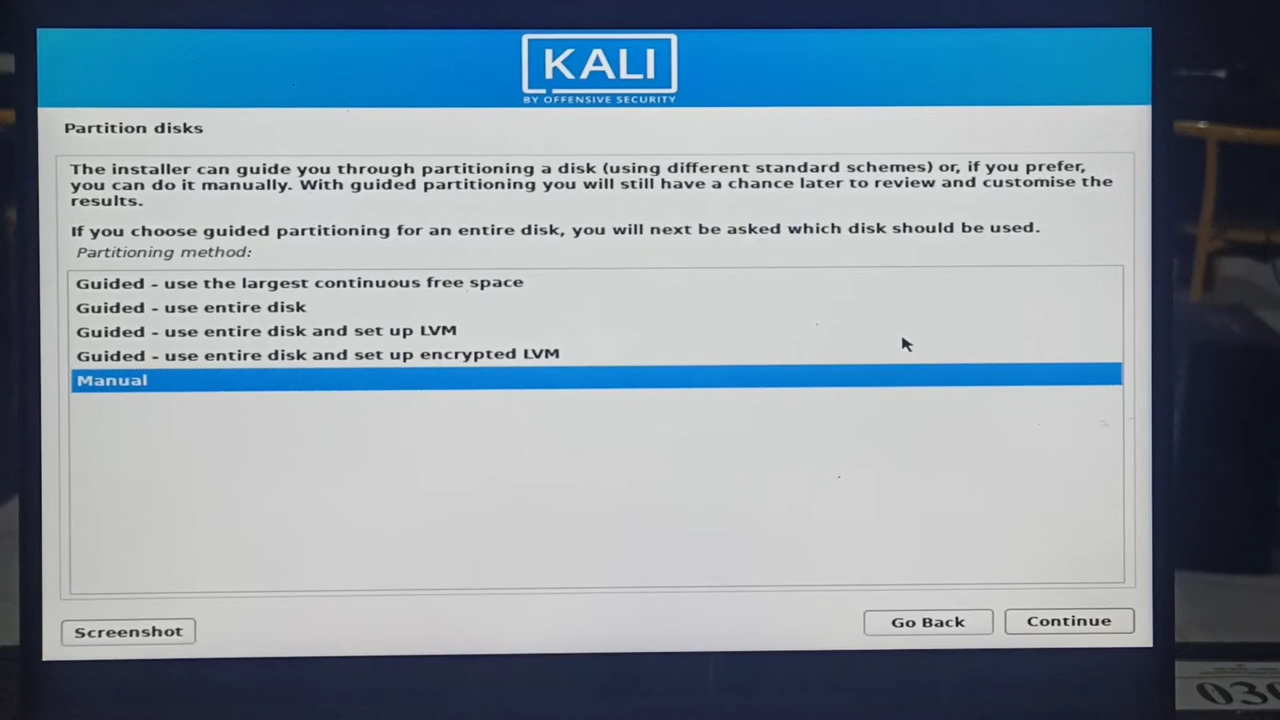 KALI
BY OFFENSIVE SECURITY
Partition disks
The installer can guide you through partitioning a disk (using different standard schemes) or, if you prefer,
you can do it manually. With guided partitioning you will still have a chance later to review and customise the
results.
If you choose guided partitioning for an entire disk, you will next be asked which disk should be used.
Partitioning method:
Guided - use the largest continuous free space
Guided - use entire disk
Guided - use entire disk and set up LVM
Guided - use entire disk and set up encrypted LVM
Manual
Screenshot
Go Back
Continue